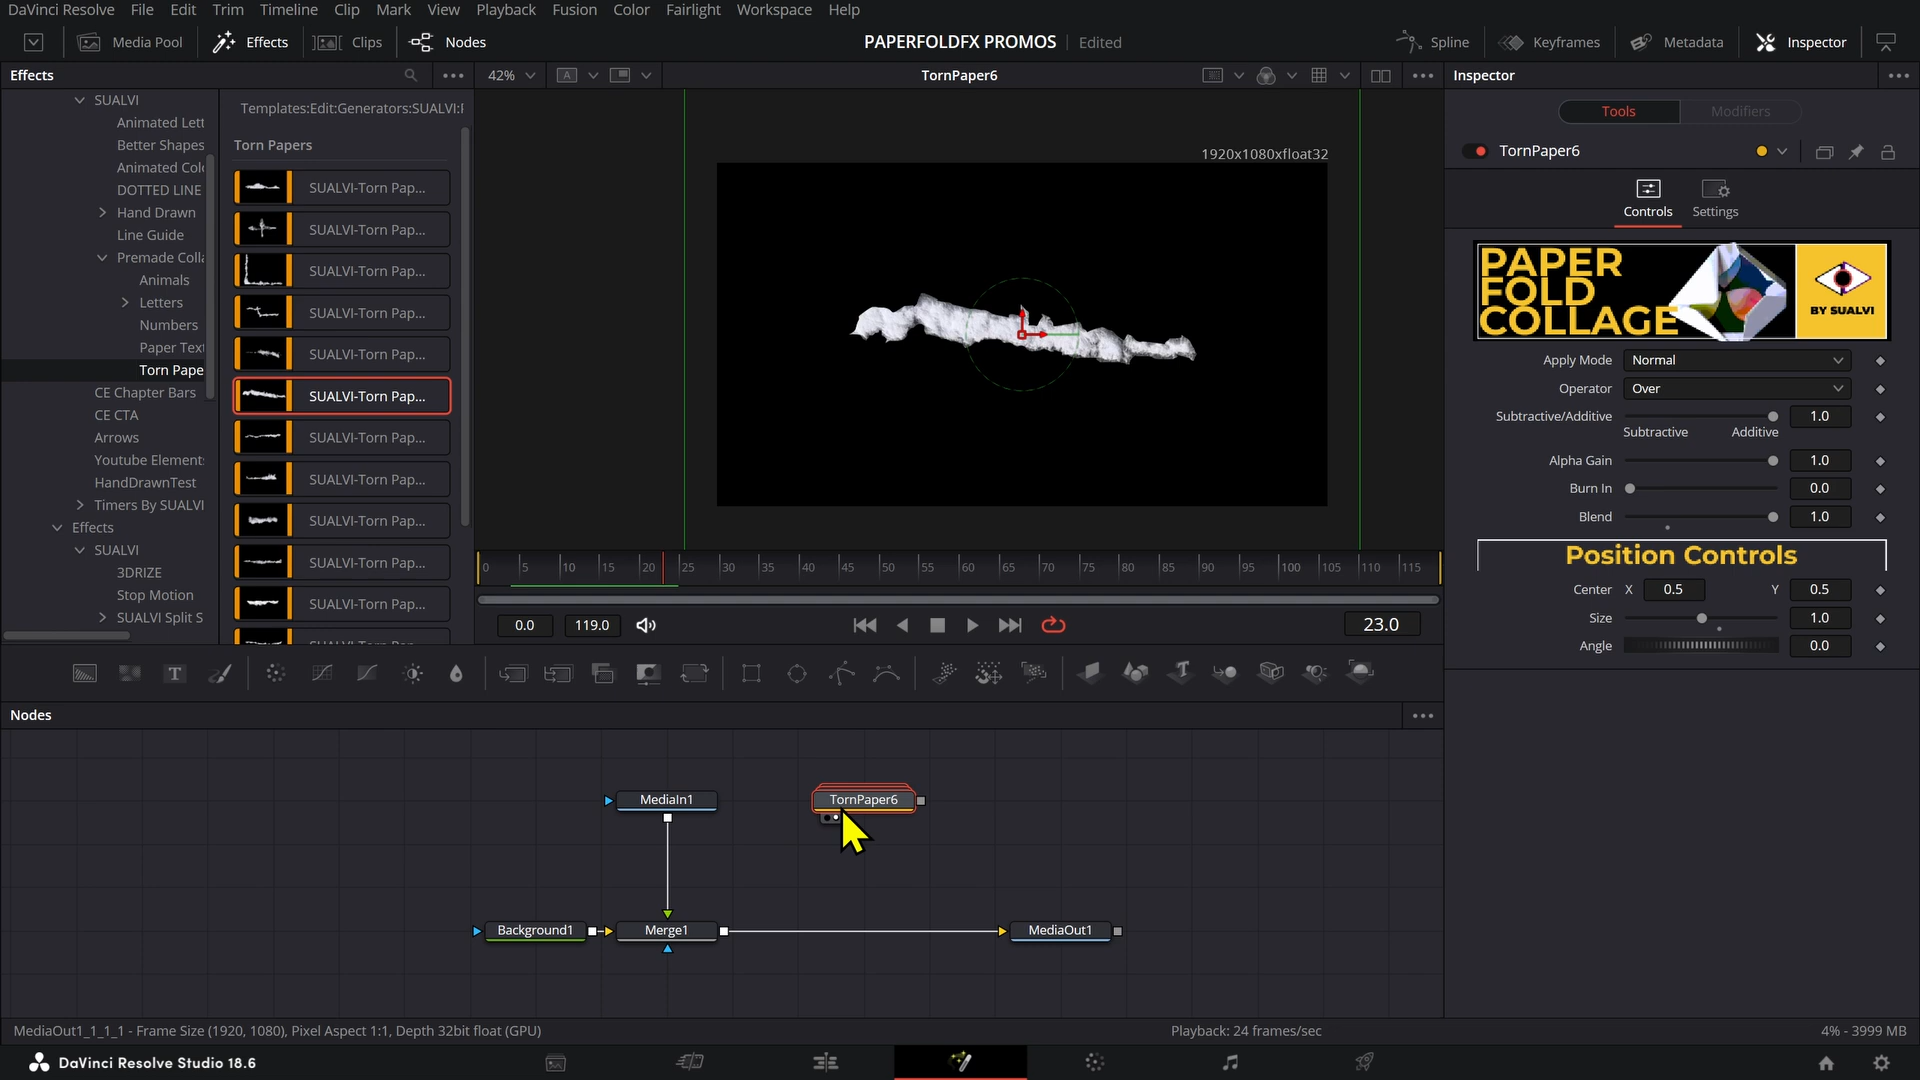 DaVinci Resolve File Edit Trim Timeline Clip Mark View Playback Fusion Color Fairlight Workspace Help
Media Pool Effects Clips Nodes PAPERFOLDFX PROMOS Edited Spline Keyframes Metadata Inspector
Effects 42% A TornPaper6 Inspector
SUALVI
Animated Lett
Better Shapes
Animated Colo
DOTTED LINE
Hand Drawn
Line Guide
Premade Colla
Animals
Letters
Numbers
Paper Text
Torn Pape
CE Chapter Bars
CE CTA
Arrows
Youtube Element
HandDrawnTest
Timers By SUALVI
Effects
SUALVI
3DRIZE
Stop Motion
SUALVI Split S
Templates:Edit:Generators:SUALVI:F
Torn Papers
SUALVI-Torn Pap...
SUALVI-Torn Pap...
SUALVI-Torn Pap...
SUALVI-Torn Pap...
SUALVI-Torn Pap...
SUALVI-Torn Pap...
SUALVI-Torn Pap...
SUALVI-Torn Pap...
SUALVI-Torn Pap...
SUALVI-Torn Pap...
SUALVI-Torn Pap...
1920x1080xfloat32
0 5 10 15 20 25 30 35 40 45 50 55 60 65 70 75 80 85 90 95 100 105 110 115
0.0 119.0 23.0
Tools Modifiers
TornPaper6
Controls Settings
PAPER
FOLD
COLLAGE
BY SUALVI
Apply Mode Normal
Operator Over
Subtractive/Additive 1.0
Subtractive Additive
Alpha Gain 1.0
Burn In 0.0
Blend 1.0
Position Controls
Center X 0.5 Y 0.5
Size 1.0
Angle 0.0
T T
Nodes
MediaIn1 TornPaper6
Background1 Merge1 MediaOut1
MediaOut1_1_1_1 - Frame Size (1920, 1080), Pixel Aspect 1:1, Depth 32bit float (GPU) Playback: 24 frames/sec 4% - 3999 MB
DaVinci Resolve Studio 18.6